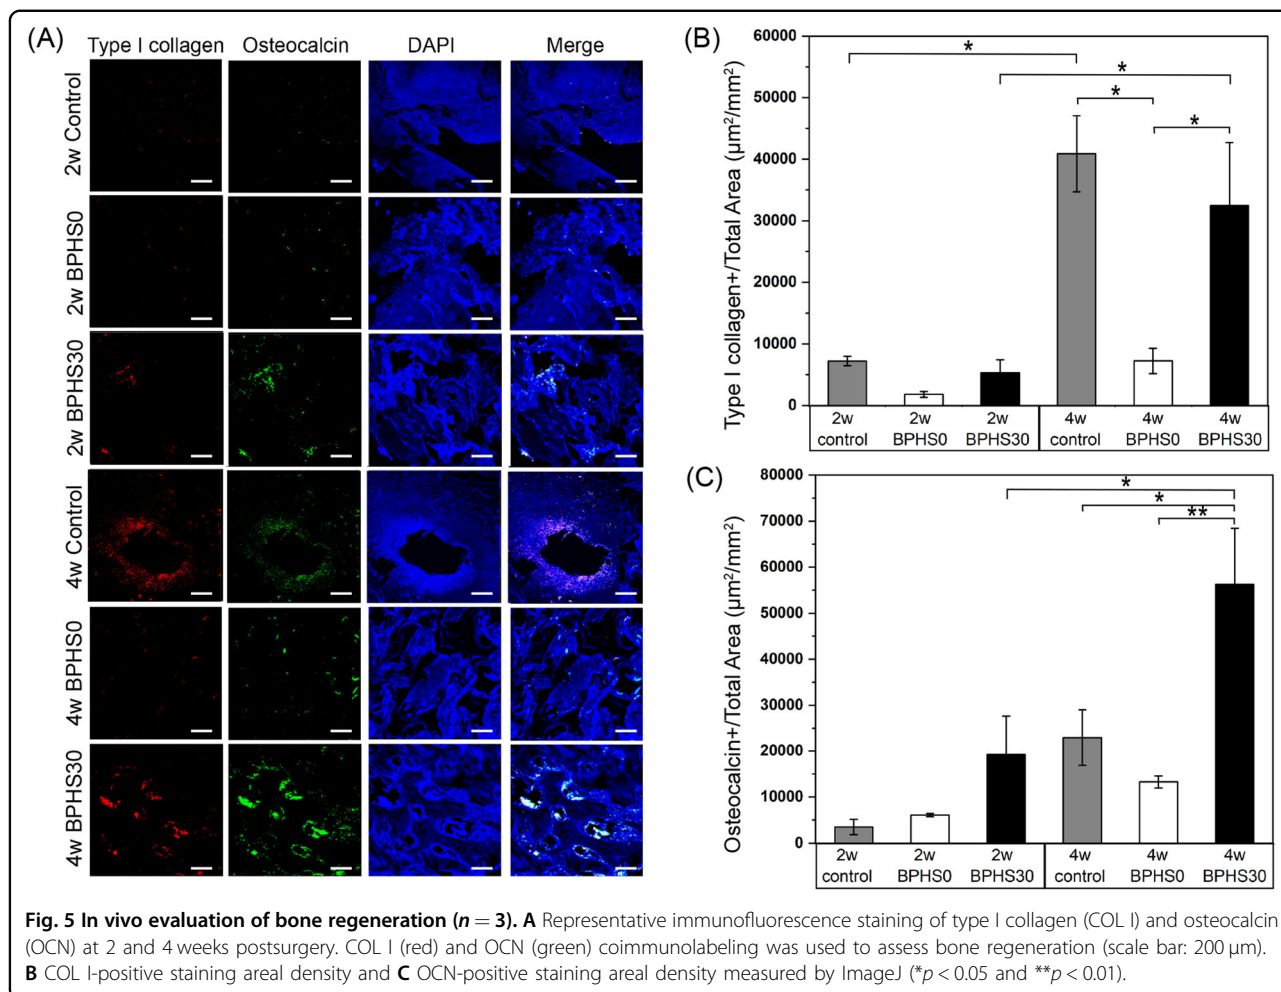 (A)
Type I collagen Osteocalcin DAPI Merge
2w Control
2w BPHS0
2w BPHS30
4w Control
4w BPHS0
4w BPHS30
(B)
Type I collagen+/Total Area (µm²/mm²)
60000
50000
40000
30000
20000
10000
0
* * * *
2w control
2w BPHS0
2w BPHS30
4w control
4w BPHS0
4w BPHS30
(C)
Osteocalcin+/Total Area (µm²/mm²)
80000
70000
60000
50000
40000
30000
20000
10000
0
* * **
2w control
2w BPHS0
2w BPHS30
4w control
4w BPHS0
4w BPHS30
Fig. 5 In vivo evaluation of bone regeneration (n = 3). A Representative immunofluorescence staining of type I collagen (COL I) and osteocalcin
(OCN) at 2 and 4 weeks postsurgery. COL I (red) and OCN (green) coimmunolabeling was used to assess bone regeneration (scale bar: 200 µm).
B COL I-positive staining areal density and C OCN-positive staining areal density measured by ImageJ (*p < 0.05 and **p < 0.01).